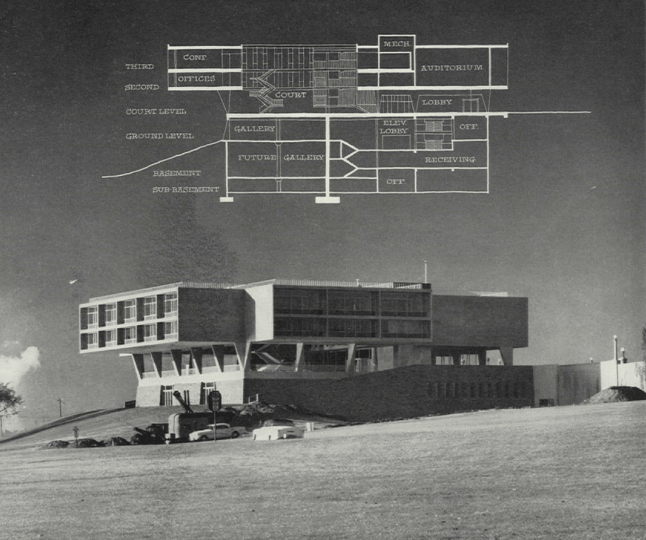 MECH.
CONF.
THIRD
AUDITORIUM
OFFICES
SECOND
COURT
LOBBY
COURT LEVEL
GALLERY
ELEV.
LOBBY
OFF.
GROUND LEVEL
FUTURE GALLERY
RECEIVING
BASEMENT
OFF.
SUB-BASEMENT